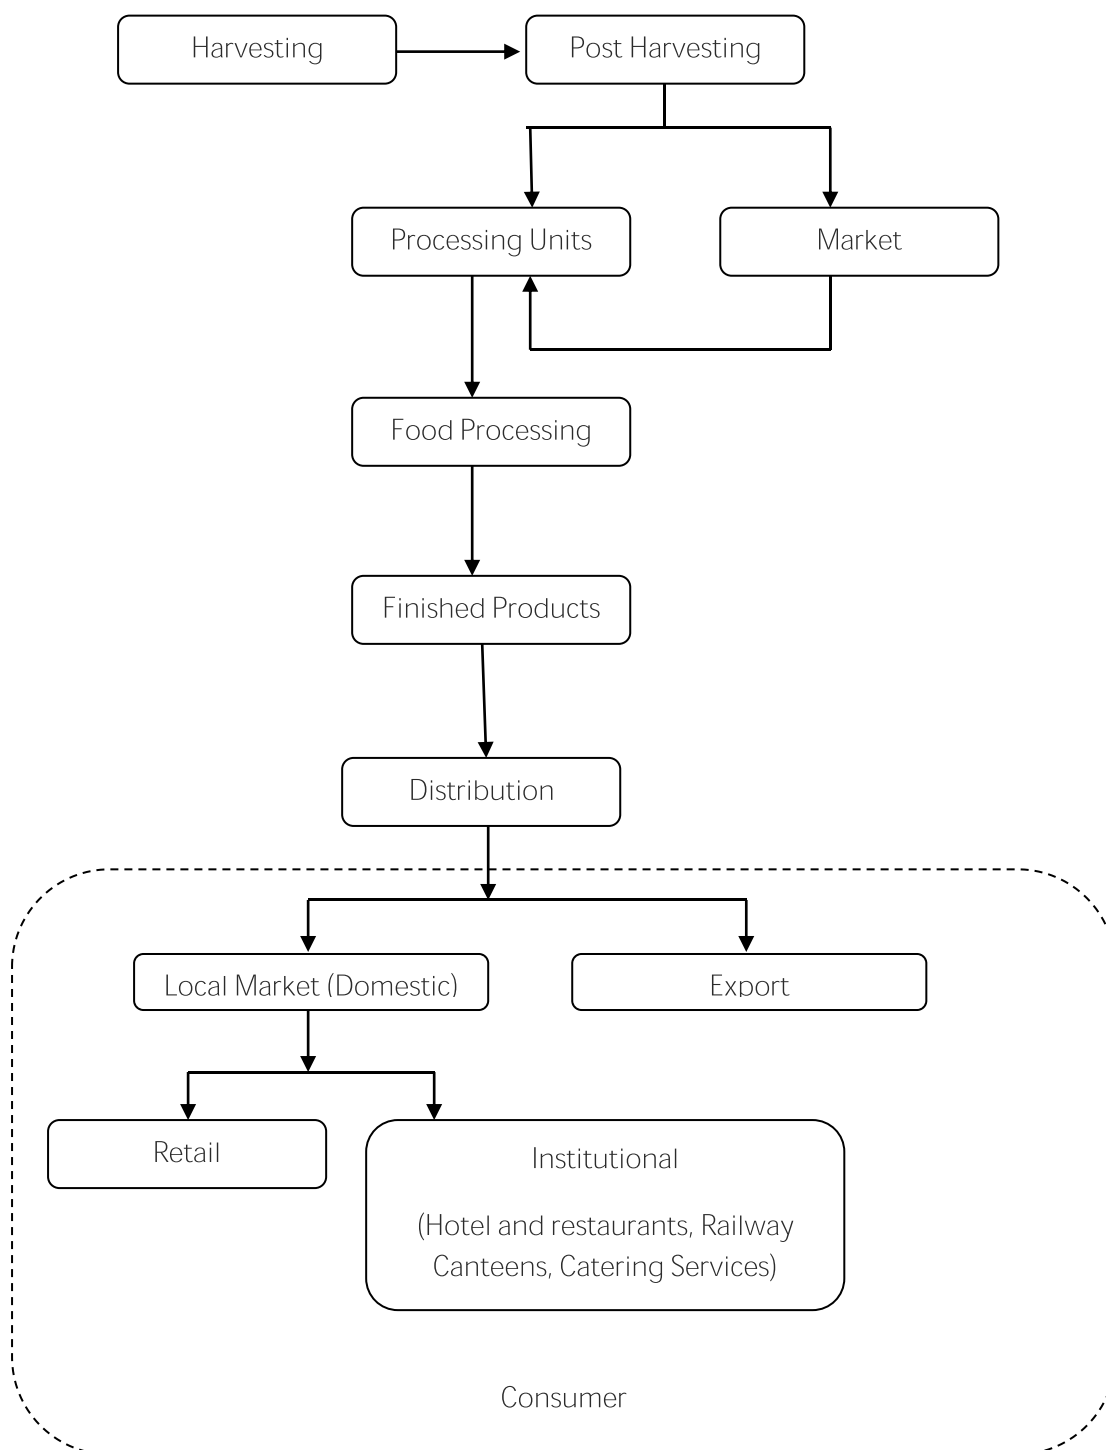 Harvesting
Post Harvesting
Processing Units
Market
Food Processing
Finished Products
Distribution
Local Market (Domestic)
Export
Retail
Institutional
(Hotel and restaurants, Railway
Canteens, Catering Services)
Consumer